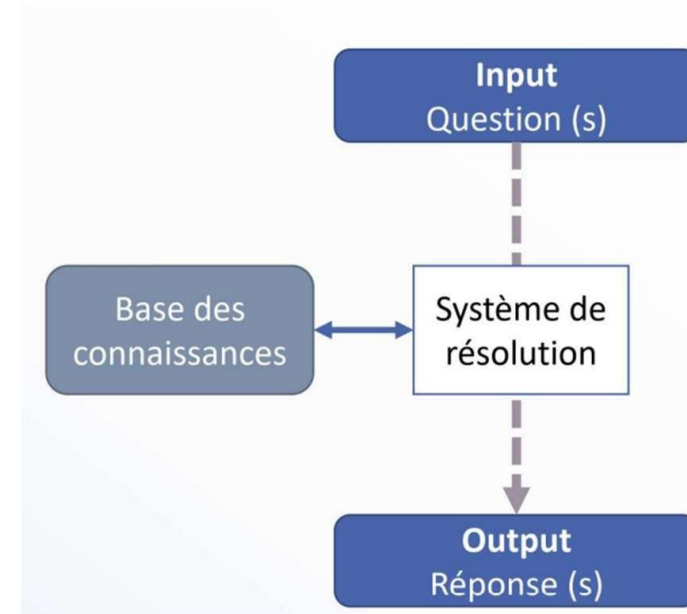 Input
Question (s)
Base des
connaissances
Système de
résolution
Output
Réponse (s)